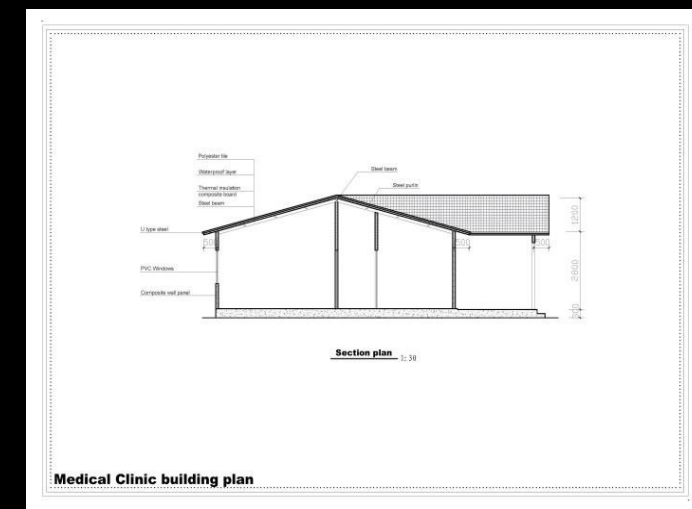 Polyester tile
Waterproof layer
Thermal insulation
composite board
Steel beam
Steel beam
Steel purlin
U type steel
500
500
500
1200
PVC Windows
2800
Composite wall panel
300
Section plan 1:30
Medical Clinic building plan